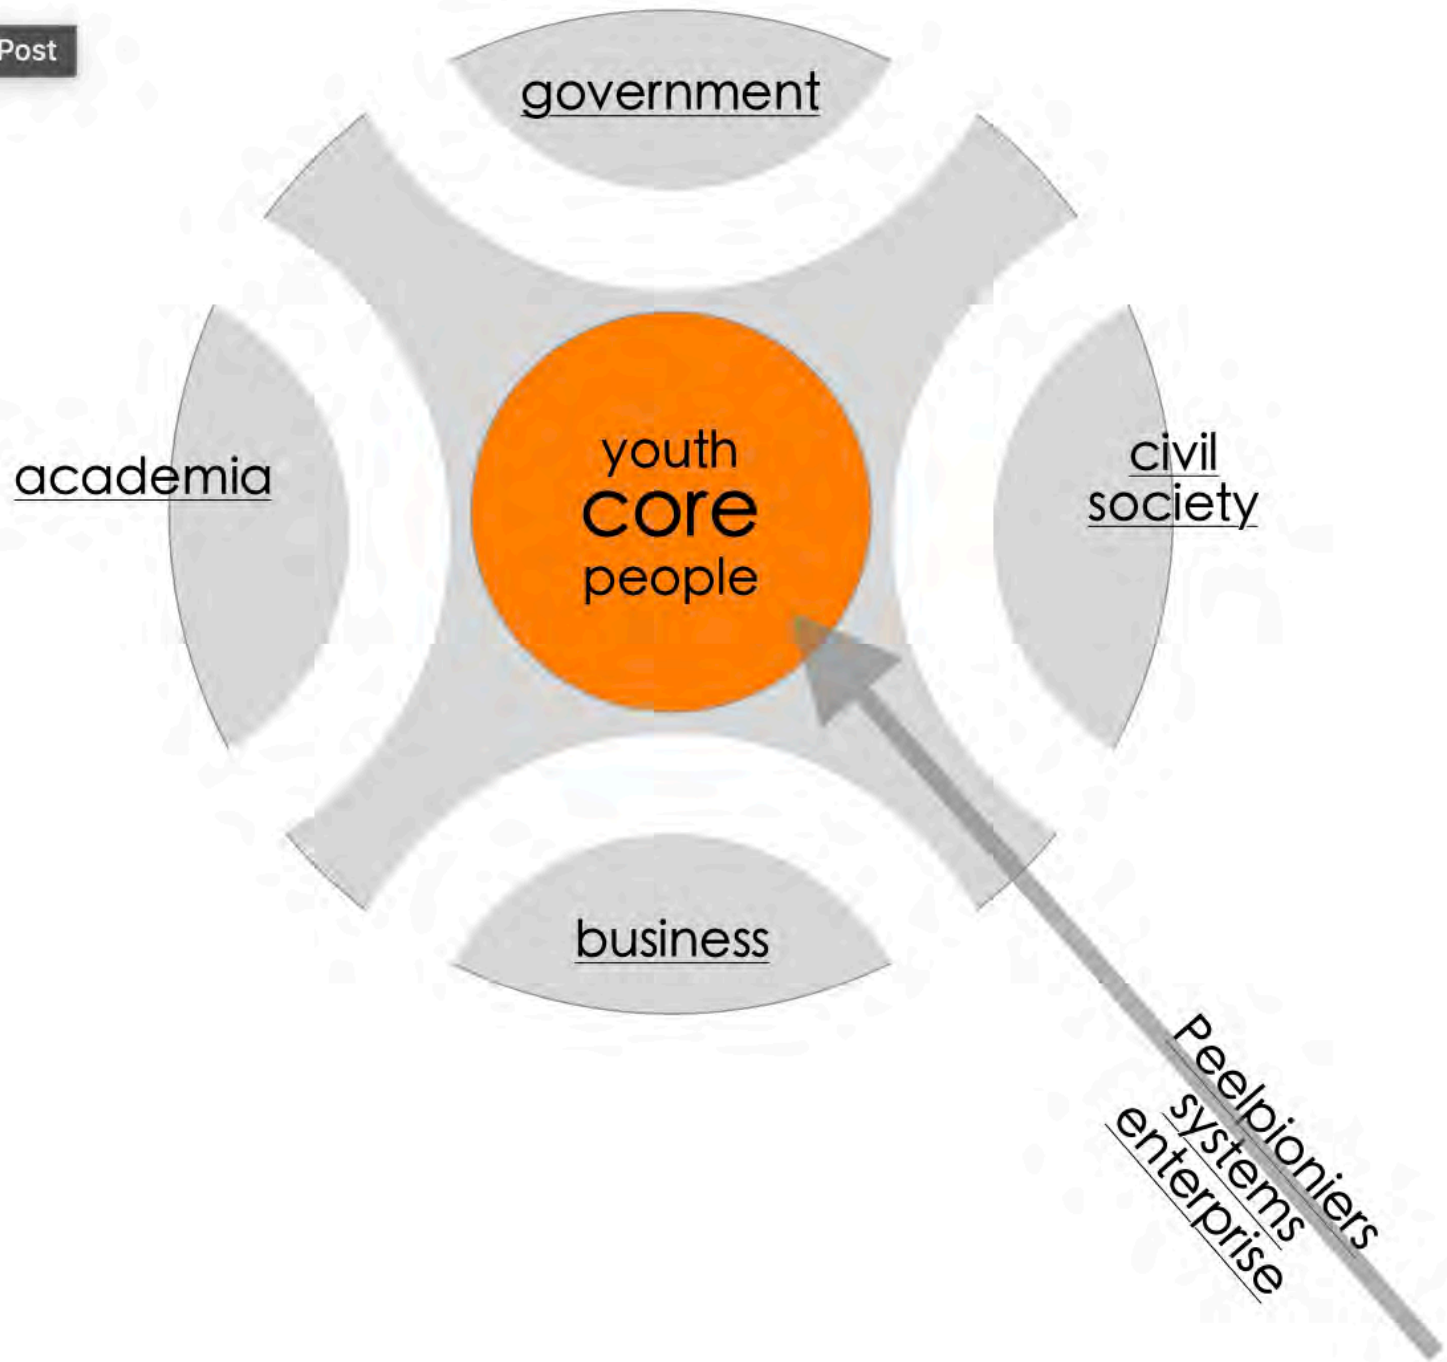 Post
government
academia
youth
core
people
civil
society
business
Peelpioniers
systems
enterprise